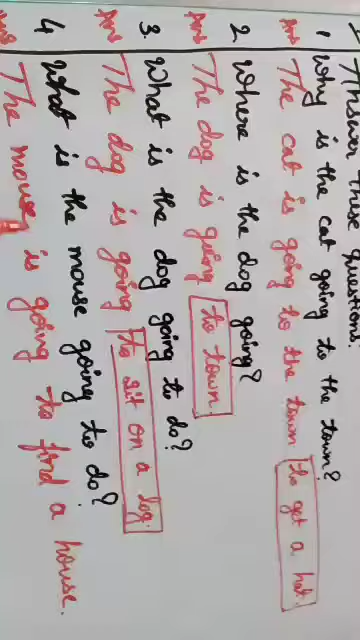 Answer these questions.
1 Why is the cat going to the town?
Ans The cat is going to the town to get a hat.
2 Where is the dog going?
Ans The dog is going to town.
3. What is the dog going to do?
Ans The dog is going to sit on a log.
4 What is the mouse going to do?
Ans The mouse is going to find a house.